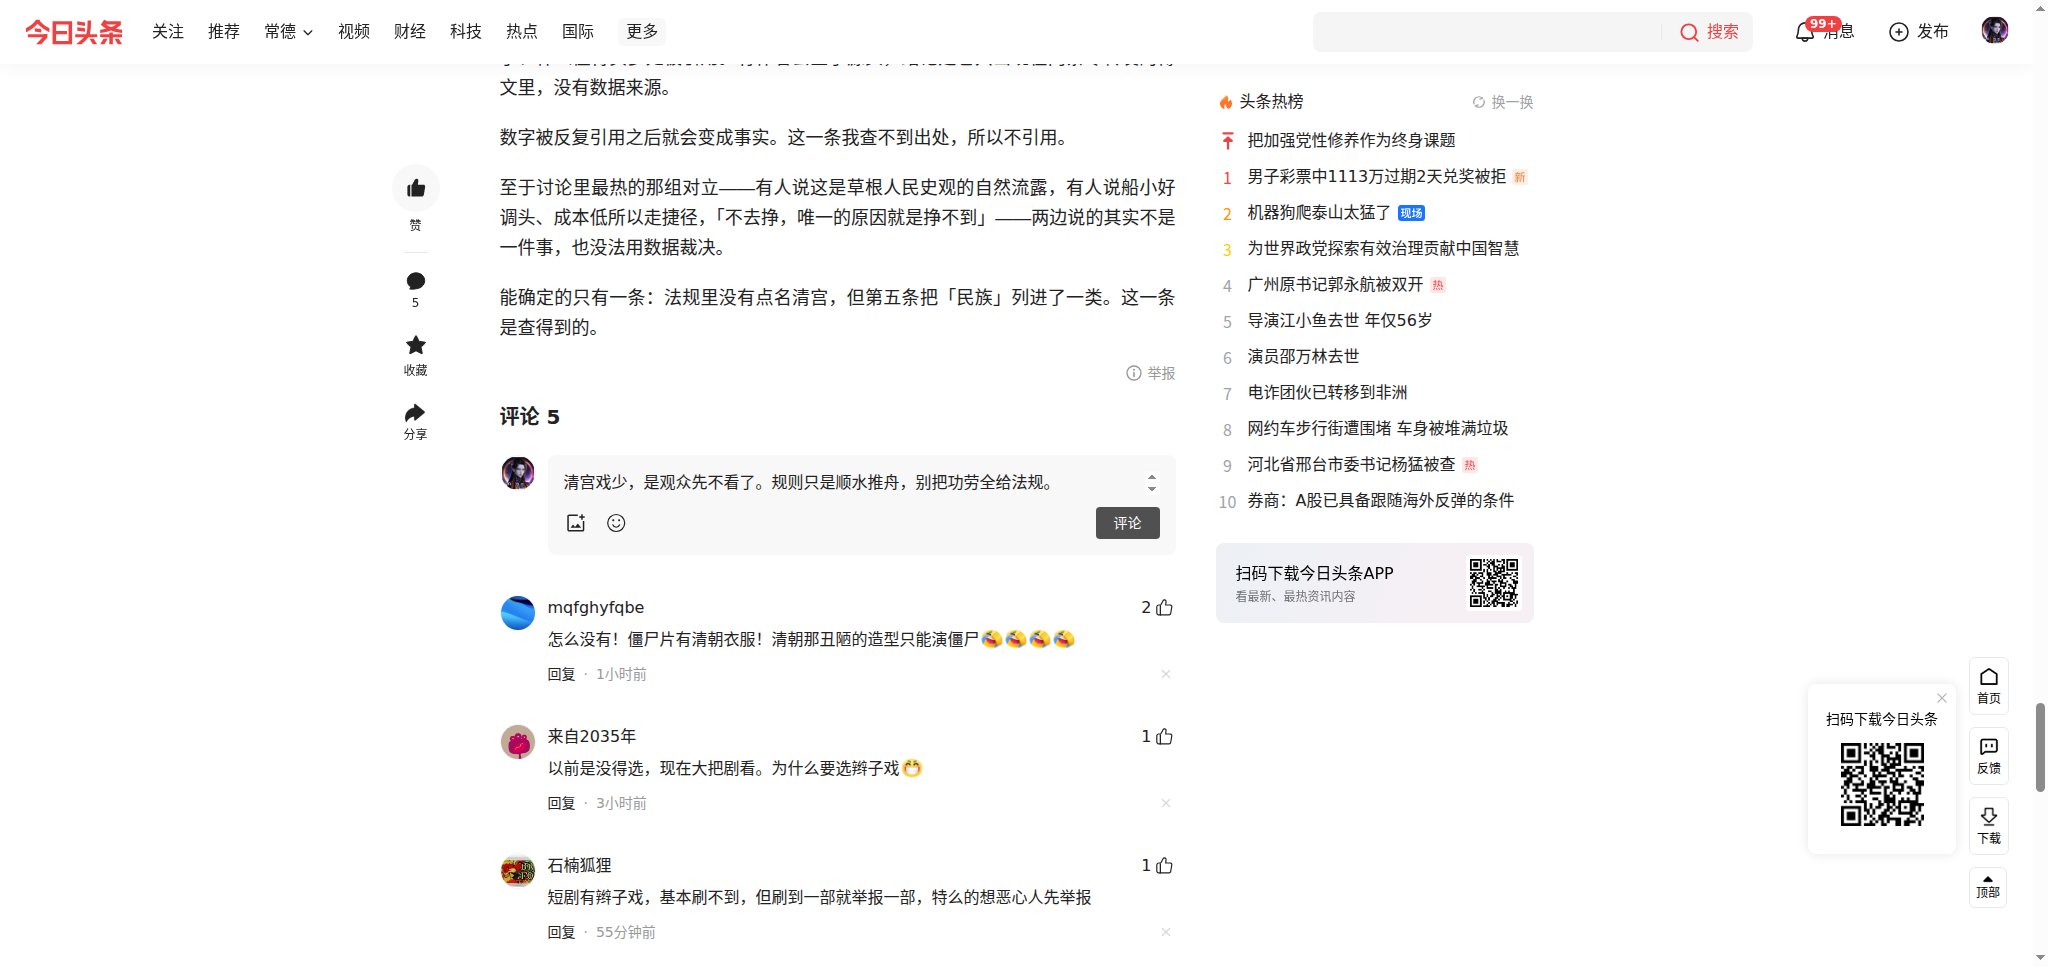 今日头条
关注
推荐
常德
视频
财经
科技
热点
国际
更多
搜索
99+
消息
发布
文里，没有数据来源。
数字被反复引用之后就会变成事实。这一条我查不到出处，所以不引用。
至于讨论里最热的那组对立——有人说这是草根人民史观的自然流露，有人说船小好
调头、成本低所以走捷径，「不去挣，唯一的原因就是挣不到」——两边说的其实不是
一件事，也没法用数据裁决。
能确定的只有一条：法规里没有点名清宫，但第五条把「民族」列进了一类。这一条
是查得到的。
举报
赞
5
收藏
分享
评论 5
清宫戏少，是观众先不看了。规则只是顺水推舟，别把功劳全给法规。
评论
mqfghyfqbe
2
怎么没有！僵尸片有清朝衣服！清朝那丑陋的造型只能演僵尸
回复 · 1小时前
来自2035年
1
以前是没得选，现在大把剧看。为什么要选辫子戏
回复 · 3小时前
石楠狐狸
1
短剧有辫子戏，基本刷不到，但刷到一部就举报一部，特么的想恶心人先举报
回复 · 55分钟前
头条热榜
换一换
把加强党性修养作为终身课题
1 男子彩票中1113万过期2天兑奖被拒 新
2 机器狗爬泰山太猛了 现场
3 为世界政党探索有效治理贡献中国智慧
4 广州原书记郭永航被双开 热
5 导演江小鱼去世 年仅56岁
6 演员邵万林去世
7 电诈团伙已转移到非洲
8 网约车步行街遭围堵 车身被堆满垃圾
9 河北省邢台市委书记杨猛被查 热
10 券商：A股已具备跟随海外反弹的条件
扫码下载今日头条APP
看最新、最热资讯内容
扫码下载今日头条
首页
反馈
下载
顶部